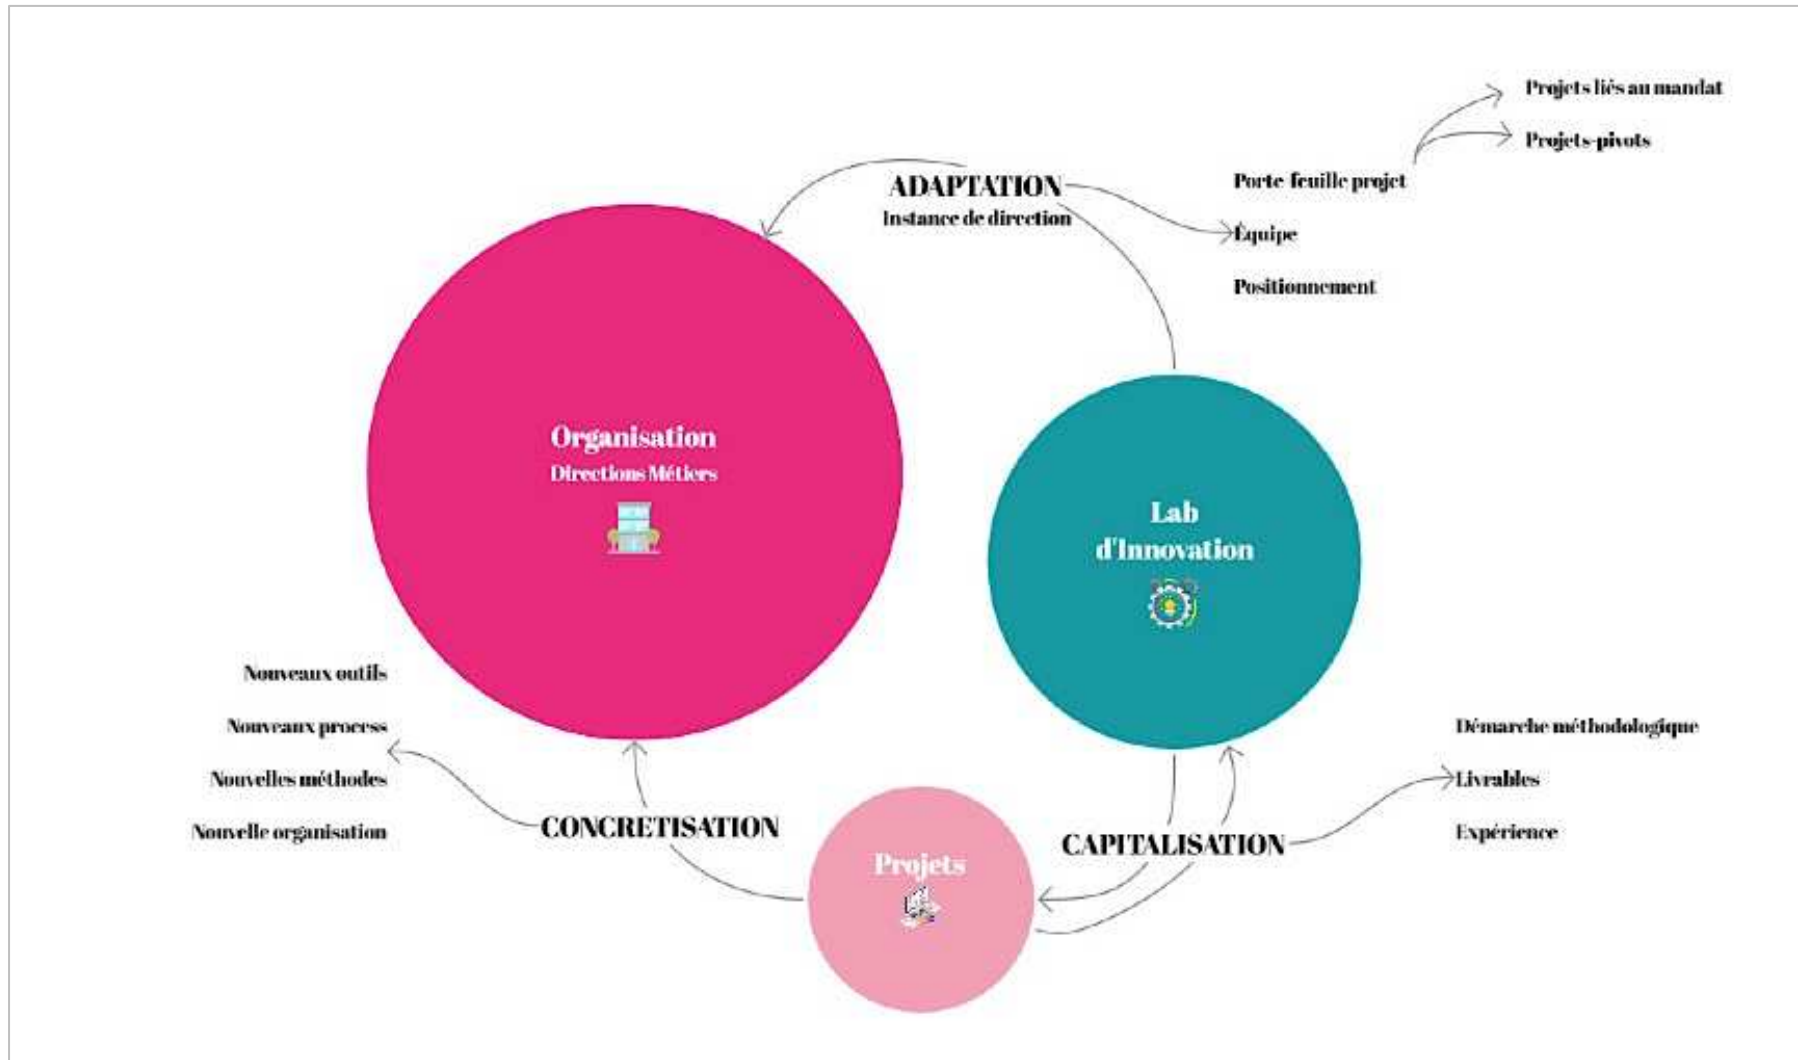 Projets liés au mandat
Projets-pivots
ADAPTATION
Instance de direction
Porte-feuille projet
Équipe
Positionnement
Organisation
Directions Métiers
Lab
d'Innovation
Nouveaux outils
Nouveaux process
Nouvelles méthodes
Nouvelle organisation
CONCRETISATION
Projets
CAPITALISATION
Démarche méthodologique
Livrables
Expérience